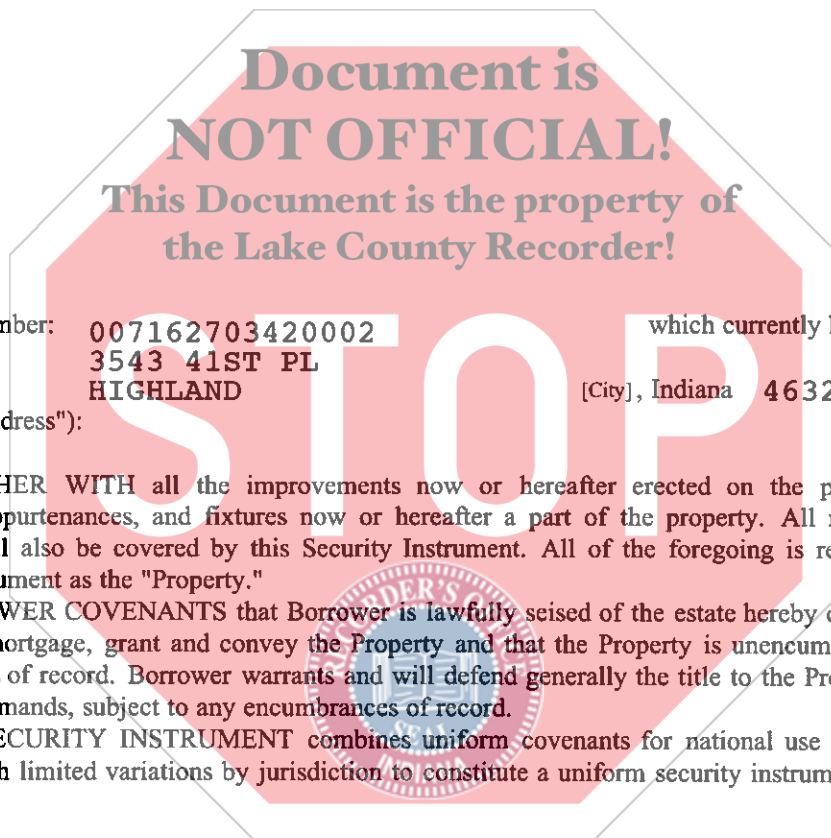 Document is
NOT OFFICIAL!
This Document is the property of
the Lake County Recorder!
STOP
mber: 007162703420002 which currently
3543 41ST PL
HIGHLAND [City], Indiana 4632
dress"):
HER WITH all the improvements now or hereafter erected on the p
ppurtenances, and fixtures now or hereafter a part of the property. All
l also be covered by this Security Instrument. All of the foregoing is re
ument as the "Property."
WER COVENANTS that Borrower is lawfully seised of the estate hereby
ortgage, grant and convey the Property and that the Property is unencum
of record. Borrower warrants and will defend generally the title to the Pro
mands, subject to any encumbrances of record.
ECURITY INSTRUMENT combines uniform covenants for national use
h limited variations by jurisdiction to constitute a uniform security instrum
RECORDER'S OFFICE
SEAL
INDIANA